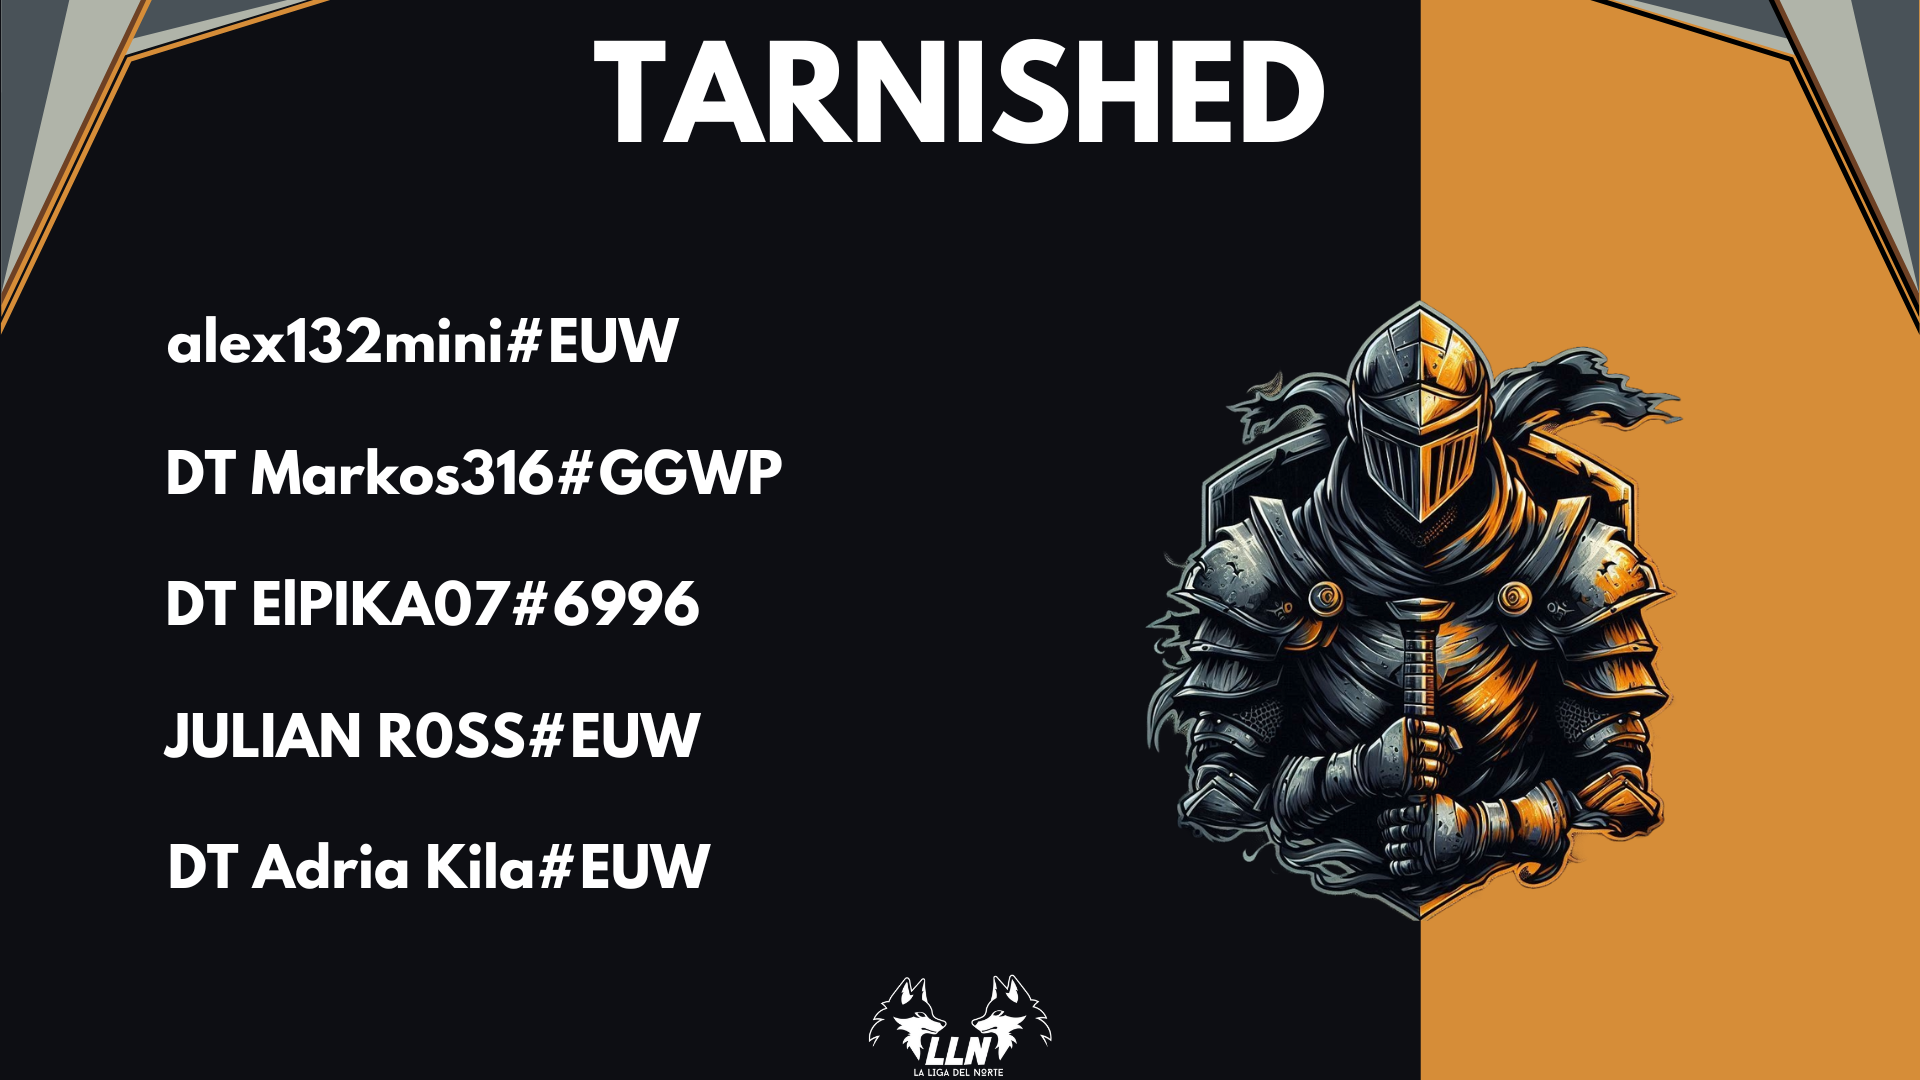 TARNISHED
alex132mini#EUW
DT Markos316#GGWP
DT ElPIKA07#6996
JULIAN R0SS#EUW
DT Adria Kila#EUW
LLN
LA LIGA DEL NORTE